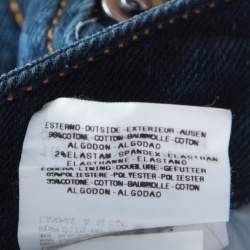 ESTERNO-OUTSIDE-EXTERIEUR-AUSEN
98%COTONE-COTTON-BAUMWOLLE-COTON
ALGODON-ALGODAO
2%ELASTAM-SPANDEX-ELASTHAN
ELASTHANNE-ELASTANO
FODERA-LINING-DOUBLURE-GEFUTTER
65%POLIESTERE-POLYESTER-POLIESTER
35%COTONE-COTTON-BAUMWOLLE-COTON
ALGODON-ALGODAO